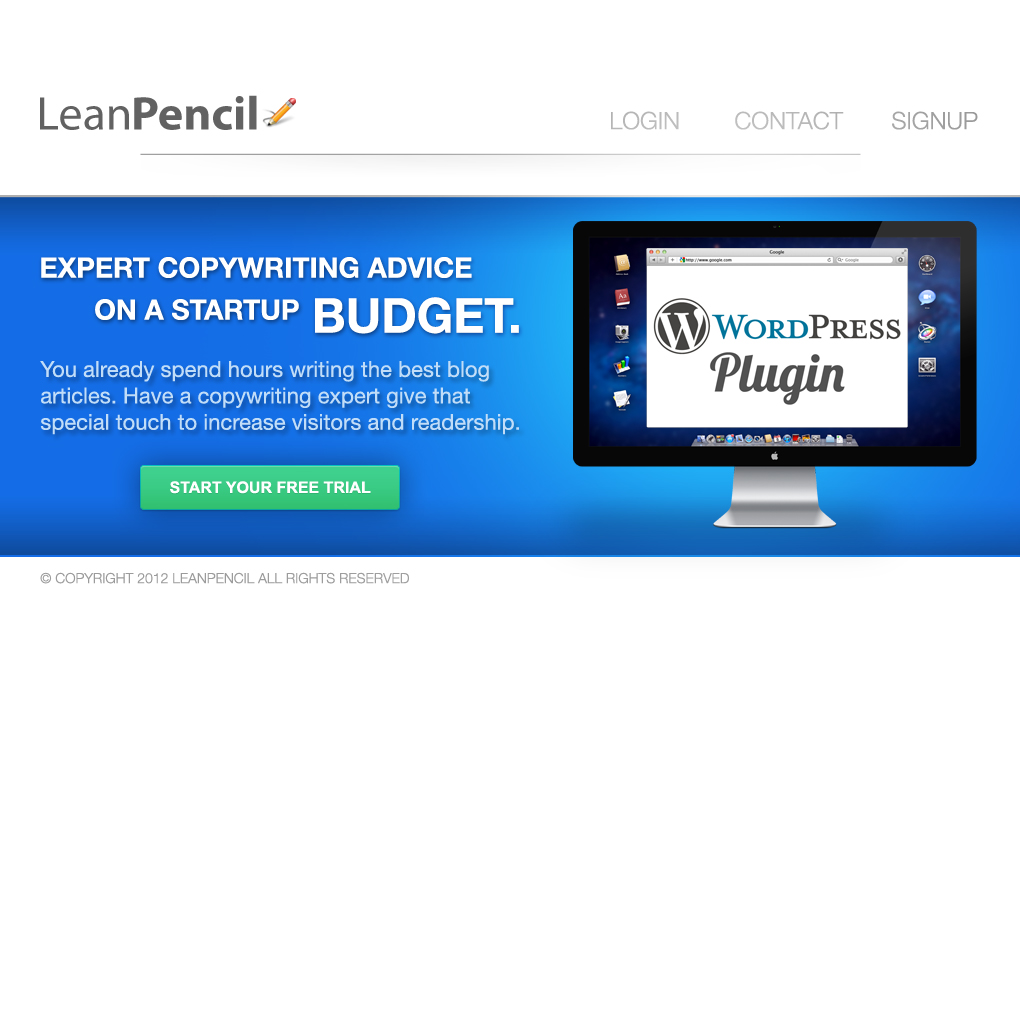 LeanPencil
LOGIN CONTACT SIGNUP
EXPERT COPYWRITING ADVICE
ON A STARTUP BUDGET.
You already spend hours writing the best blog
articles. Have a copywriting expert give that
special touch to increase visitors and readership.
START YOUR FREE TRIAL
Google
http://www.google.com
Google
Aa
WORDPRESS
Plugin
© COPYRIGHT 2012 LEANPENCIL ALL RIGHTS RESERVED